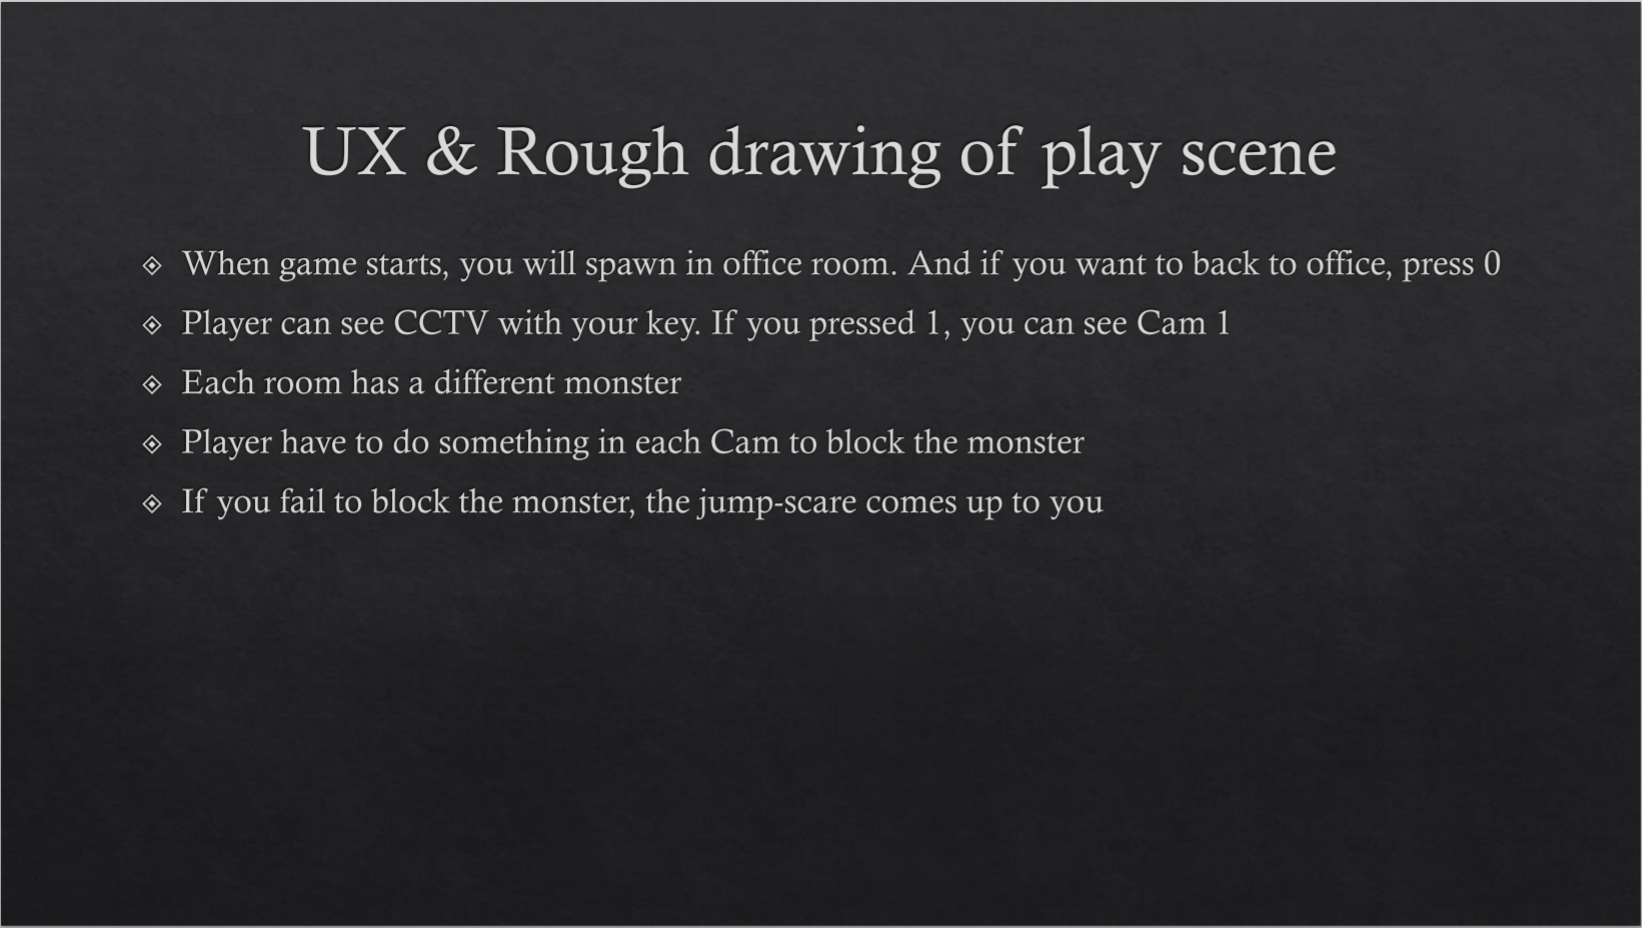 UX & Rough drawing of play scene
When game starts, you will spawn in office room. And if you want to back to office, press 0
Player can see CCTV with your key. If you pressed 1, you can see Cam 1
Each room has a different monster
Player have to do something in each Cam to block the monster
If you fail to block the monster, the jump-scare comes up to you